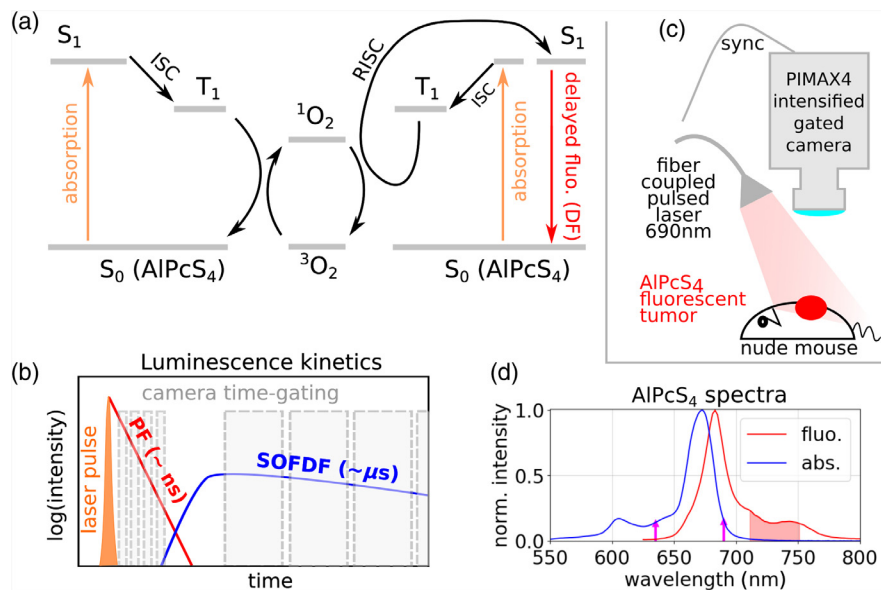 (a)
S1
ISC
T1
absorption
S0 (AlPcS4)
1O2
3O2
RISC
T1
ISC
absorption
S1
delayed fluo. (DF)
S0 (AlPcS4)
(c)
sync
PIMAX4
intensified
gated
camera
fiber
coupled
pulsed
laser
690nm
AlPcS4
fluorescent
tumor
nude mouse
(b)
Luminescence kinetics
camera time-gating
log(intensity)
laser pulse
PF (~ ns)
SOFDF (~μs)
time
(d)
AlPcS4 spectra
norm. intensity
1.0
0.5
0.0
fluo.
abs.
550 600 650 700 750 800
wavelength (nm)